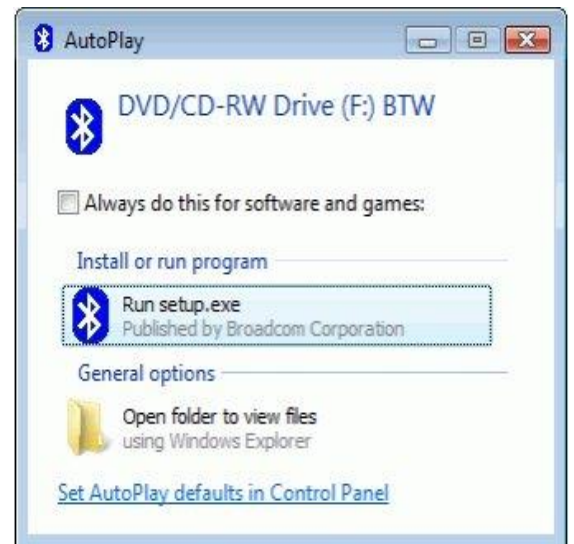 AutoPlay
DVD/CD-RW Drive (F:) BTW
Always do this for software and games:
Install or run program
Run setup.exe
Published by Broadcom Corporation
General options
Open folder to view files
using Windows Explorer
Set AutoPlay defaults in Control Panel